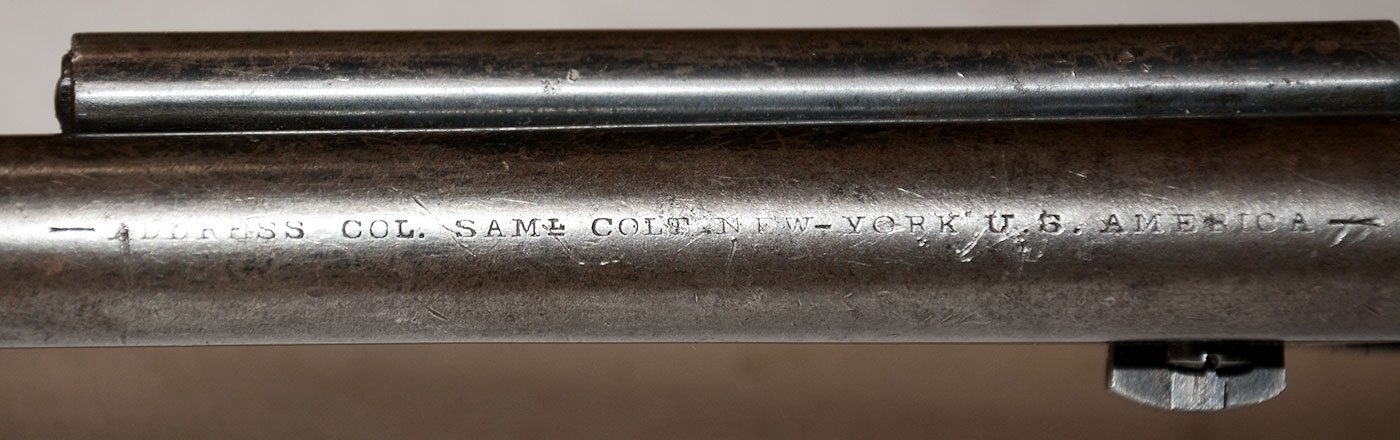 — ADDRESS COL. SAML COLT NEW-YORK U.S. AMERICA —